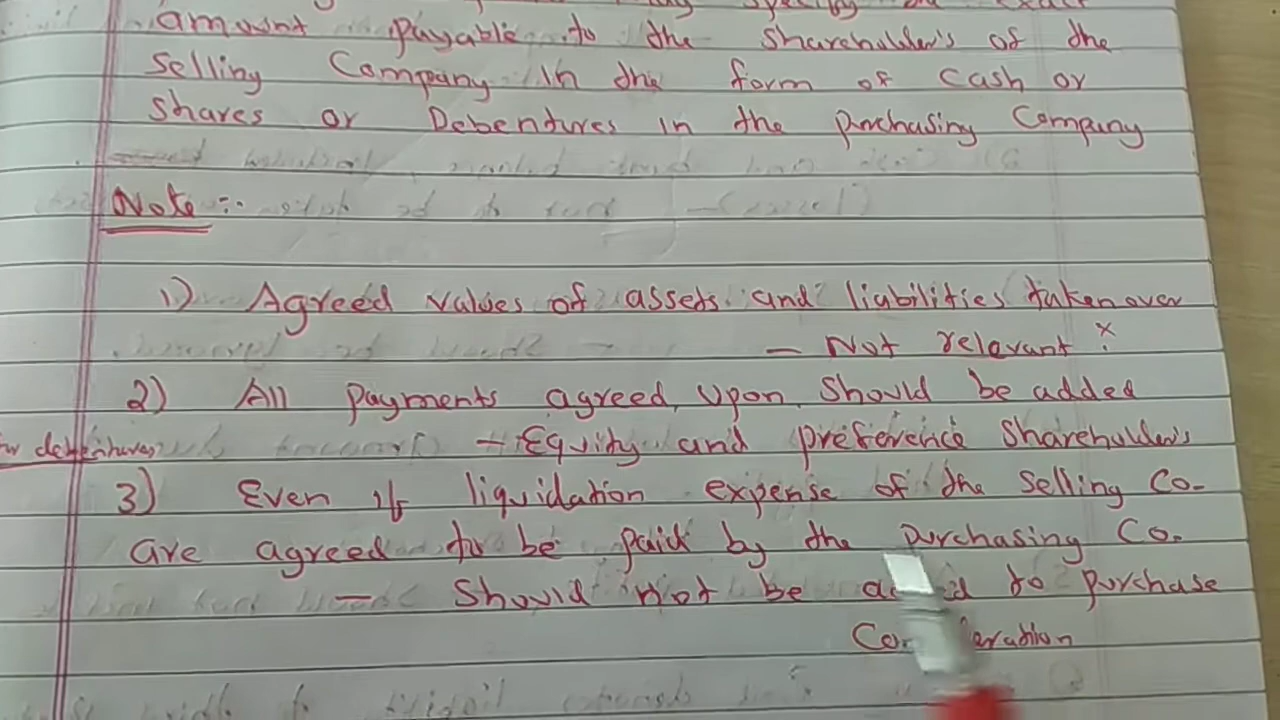 amount payable to the shareholders of the
selling Company in the form of cash or
shares or Debentures in the purchasing Company
Note :-
1) Agreed values of assets and liabilities takenover
— Not relevant ×
2) All payments agreed upon should be added
— Equity and preference shareholders
debentures
3) Even if liquidation expense of the selling Co.
are agreed to be paid by the purchasing Co.
— Should not be to purchase